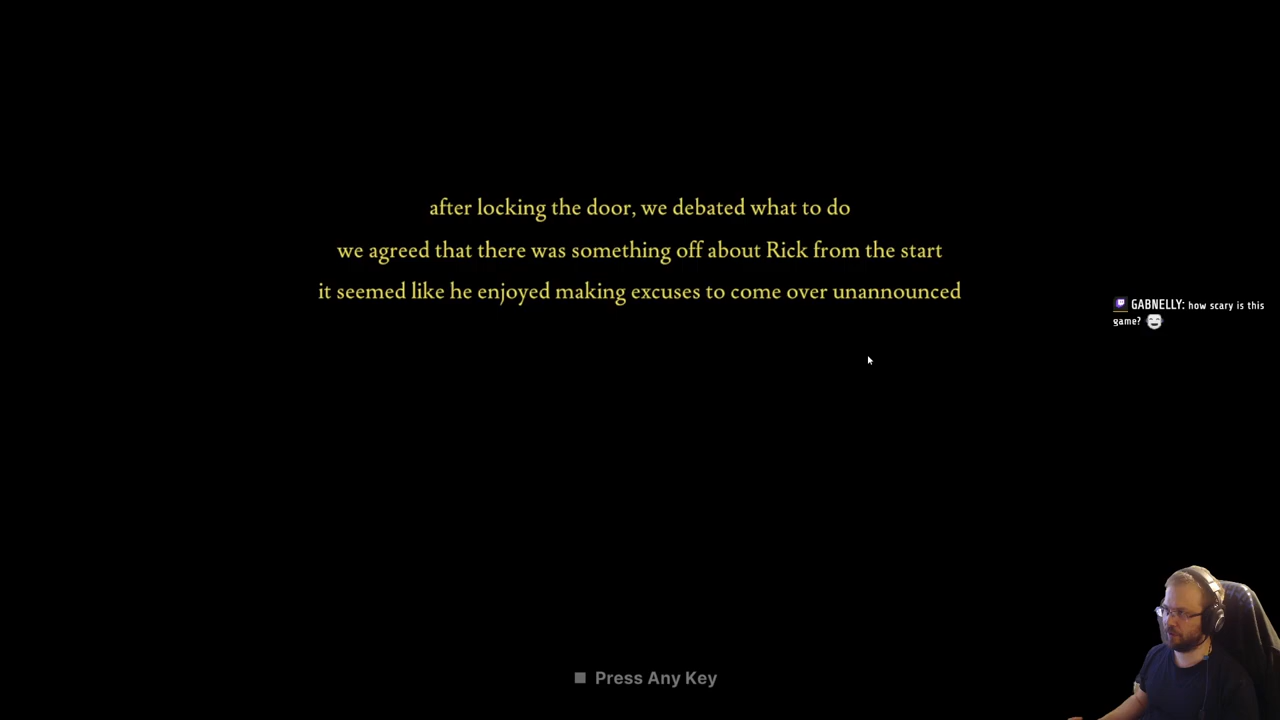 after locking the door, we debated what to do
we agreed that there was something off about Rick from the start
it seemed like he enjoyed making excuses to come over unannounced
GABNELLY: how scary is this
game?
Press Any Key